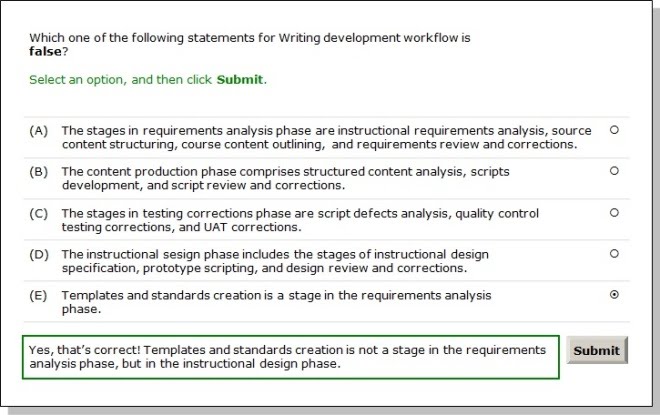 Which one of the following statements for Writing development workflow is
false?
Select an option, and then click Submit.
(A) The stages in requirements analysis phase are instructional requirements analysis, source
content structuring, course content outlining, and requirements review and corrections.
(B) The content production phase comprises structured content analysis, scripts
development, and script review and corrections.
(C) The stages in testing corrections phase are script defects analysis, quality control
testing corrections, and UAT corrections.
(D) The instructional sesign phase includes the stages of instructional design
specification, prototype scripting, and design review and corrections.
(E) Templates and standards creation is a stage in the requirements analysis
phase.
Yes, that's correct! Templates and standards creation is not a stage in the requirements
analysis phase, but in the instructional design phase.
Submit